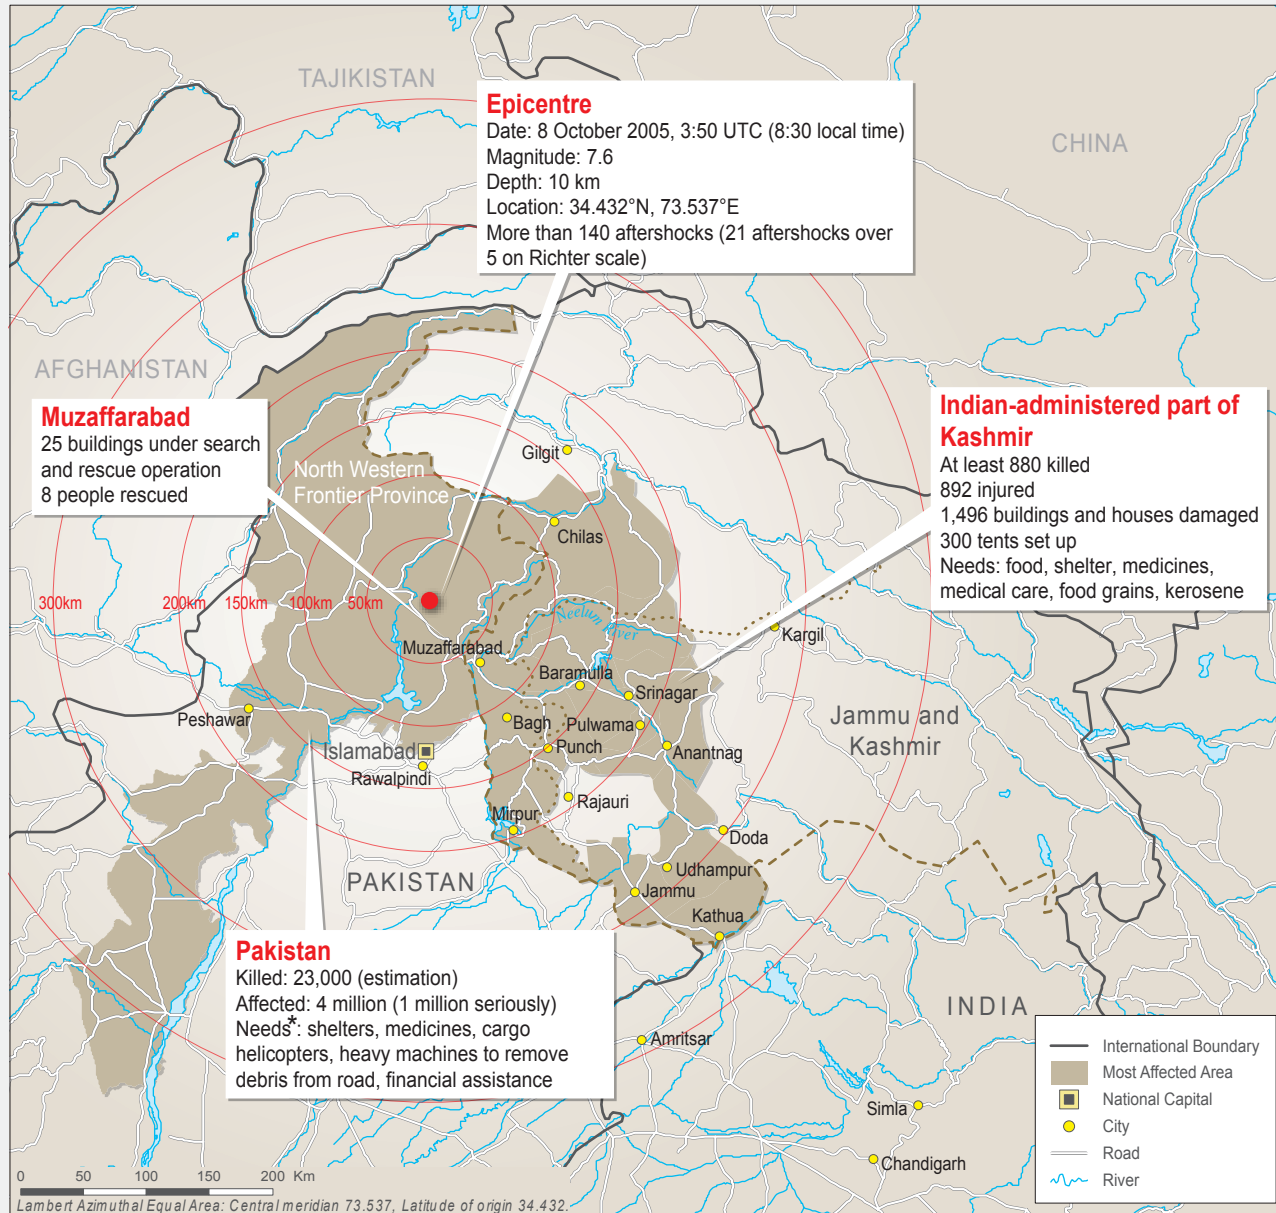 TAJIKISTAN
CHINA
AFGHANISTAN
Epicentre
Date: 8 October 2005, 3:50 UTC (8:30 local time)
Magnitude: 7.6
Depth: 10 km
Location: 34.432°N, 73.537°E
More than 140 aftershocks (21 aftershocks over
5 on Richter scale)
Muzaffarabad
25 buildings under search
and rescue operation
8 people rescued
Indian-administered part of
Kashmir
At least 880 killed
892 injured
1,496 buildings and houses damaged
300 tents set up
Needs: food, shelter, medicines,
medical care, food grains, kerosene
North Western
Frontier Province
Gilgit
Chilas
300km
200km
150km
100km
50km
Neelum River
Kargil
Muzaffarabad
Baramulla
Srinagar
Peshawar
Bagh
Pulwama
Jammu and
Kashmir
Islamabad
Punch
Anantnag
Rawalpindi
Rajauri
Mirpur
Doda
Udhampur
PAKISTAN
Jammu
Kathua
Pakistan
Killed: 23,000 (estimation)
Affected: 4 million (1 million seriously)
Needs*: shelters, medicines, cargo
helicopters, heavy machines to remove
debris from road, financial assistance
INDIA
Amritsar
Simla
Chandigarh
International Boundary
Most Affected Area
National Capital
City
Road
River
0 50 100 150 200 Km
Lambert Azimuthal Equal Area: Central meridian 73.537, Latitude of origin 34.432.